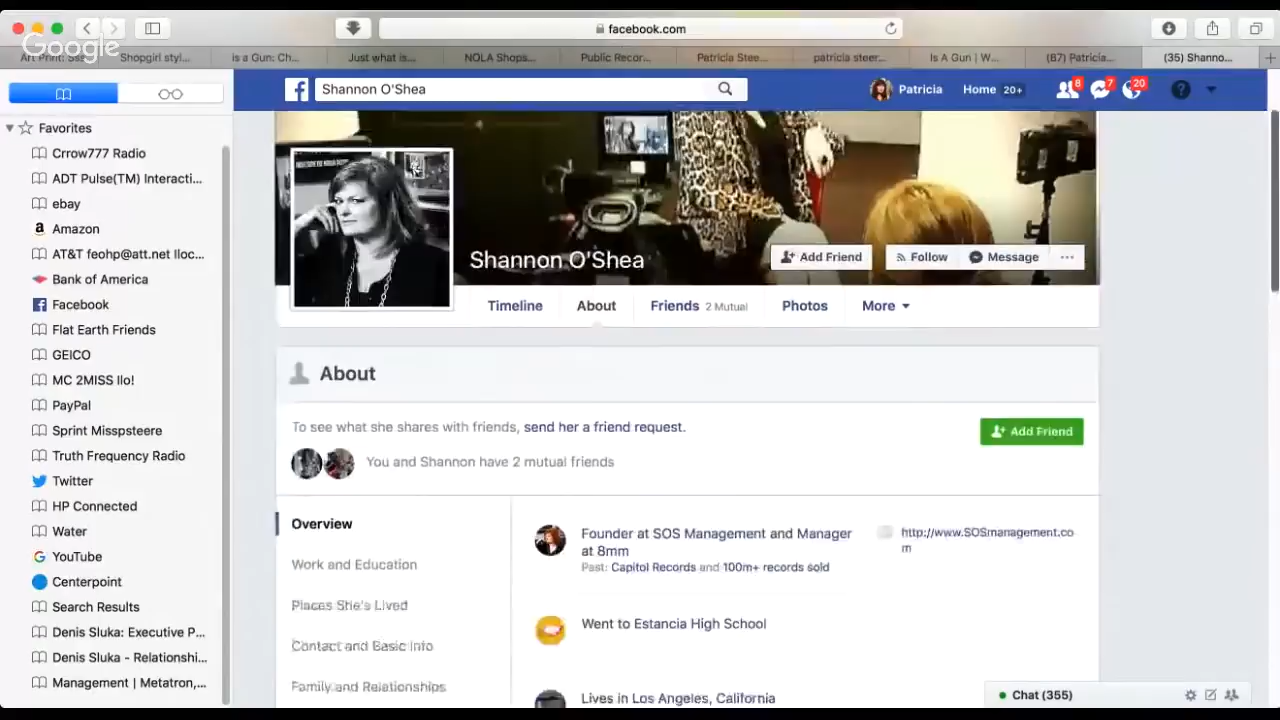 facebook.com
Google
Shopgirl styl...
is a Gun: Ch...
Just what is...
NOLA Shops...
Public Recor...
Patricia Stee...
patricia steer...
Is A Gun | W...
(87) Patricia...
(35) Shanno...
Shannon O'Shea
Patricia
Home 20+
8
7
20
Favorites
Crrow777 Radio
ADT Pulse(TM) Interacti...
ebay
Amazon
AT&T feohp@att.net lloc...
Bank of America
Facebook
Flat Earth Friends
GEICO
MC 2MISS llo!
PayPal
Sprint Misspsteere
Truth Frequency Radio
Twitter
HP Connected
Water
YouTube
Centerpoint
Search Results
Denis Sluka: Executive P...
Denis Sluka - Relationshi...
Management | Metatron,...
Shannon O'Shea
Add Friend
Follow
Message
Timeline
About
Friends 2 Mutual
Photos
More
About
To see what she shares with friends, send her a friend request.
Add Friend
You and Shannon have 2 mutual friends
Overview
Work and Education
Places She's Lived
Contact and Basic Info
Family and Relationships
Founder at SOS Management and Manager
at 8mm
Past: Capitol Records and 100m+ records sold
http://www.SOSmanagement.co
m
Went to Estancia High School
Lives in Los Angeles, California
Chat (355)